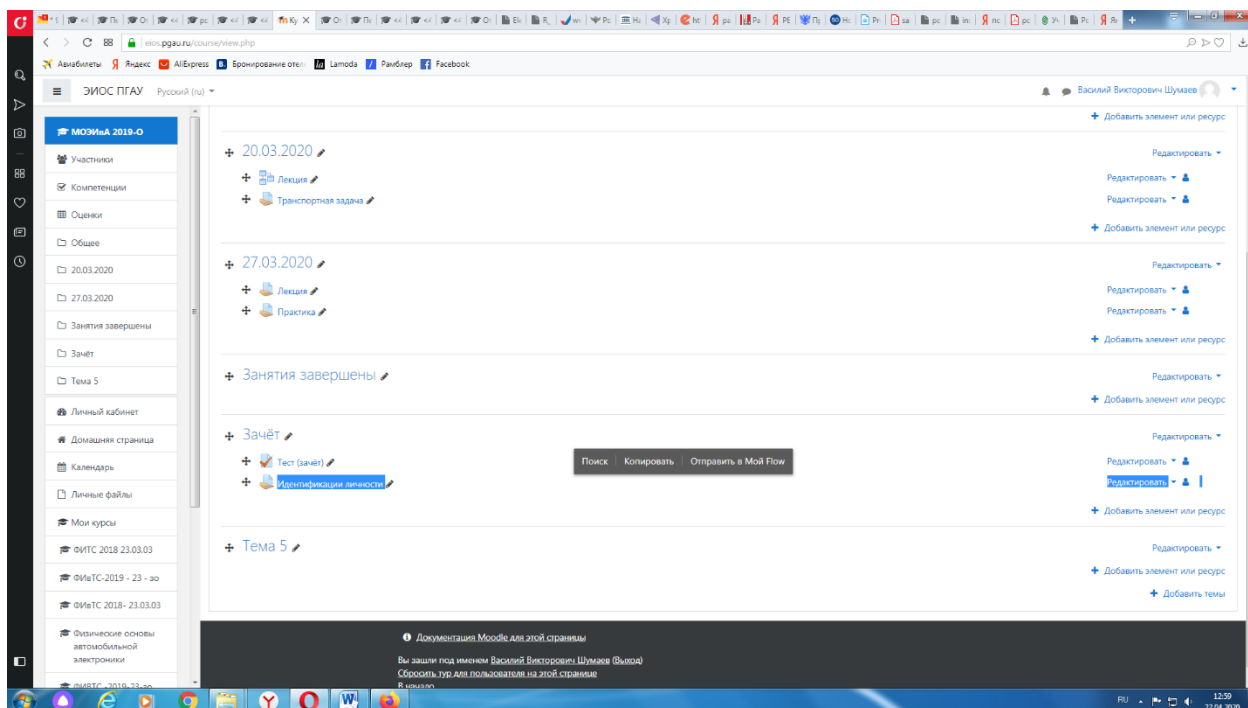 eios.pgau.ru/course/view.php
Авиабилеты Яндекс AliExpress Бронирование отел Lamoda Рамблер Facebook
ЭИОС ПГАУ Русский (ru) Василий Викторович Шумаев
Добавить элемент или ресурс
МОЭИвА 2019-О
Участники
Компетенции
Оценки
Общее
20.03.2020
27.03.2020
Занятия завершены
Зачёт
Тема 5
Личный кабинет
Домашняя страница
Календарь
Личные файлы
Мои курсы
ФИТС 2018 23.03.03
ФИвТС-2019 - 23 - зо
ФИвТС 2018- 23.03.03
Физические основы
автомобильной
электроники
20.03.2020 Редактировать
Лекция Редактировать
Транспортная задача Редактировать
Добавить элемент или ресурс
27.03.2020 Редактировать
Лекция Редактировать
Практика Редактировать
Добавить элемент или ресурс
Занятия завершены Редактировать
Добавить элемент или ресурс
Зачёт Редактировать
Поиск Копировать Отправить в Мой Flow
Тест (зачёт) Редактировать
Идентификации личности Редактировать
Добавить элемент или ресурс
Тема 5 Редактировать
Добавить элемент или ресурс
Добавить темы
Документация Moodle для этой страницы
Вы зашли под именем Василий Викторович Шумаев (Выход)
Сбросить тур для пользователя на этой странице
В начало
RU 12:59
22.04.2020